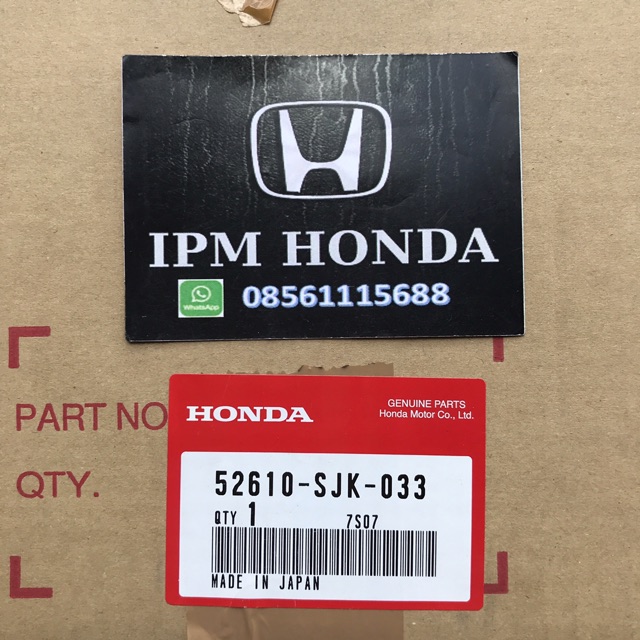 IPM HONDA
WhatsApp
08561115688
PART NO
QTY.
HONDA
GENUINE PARTS
Honda Motor Co., Ltd.
52610-SJK-033
QTY 1 7S07
MADE IN JAPAN